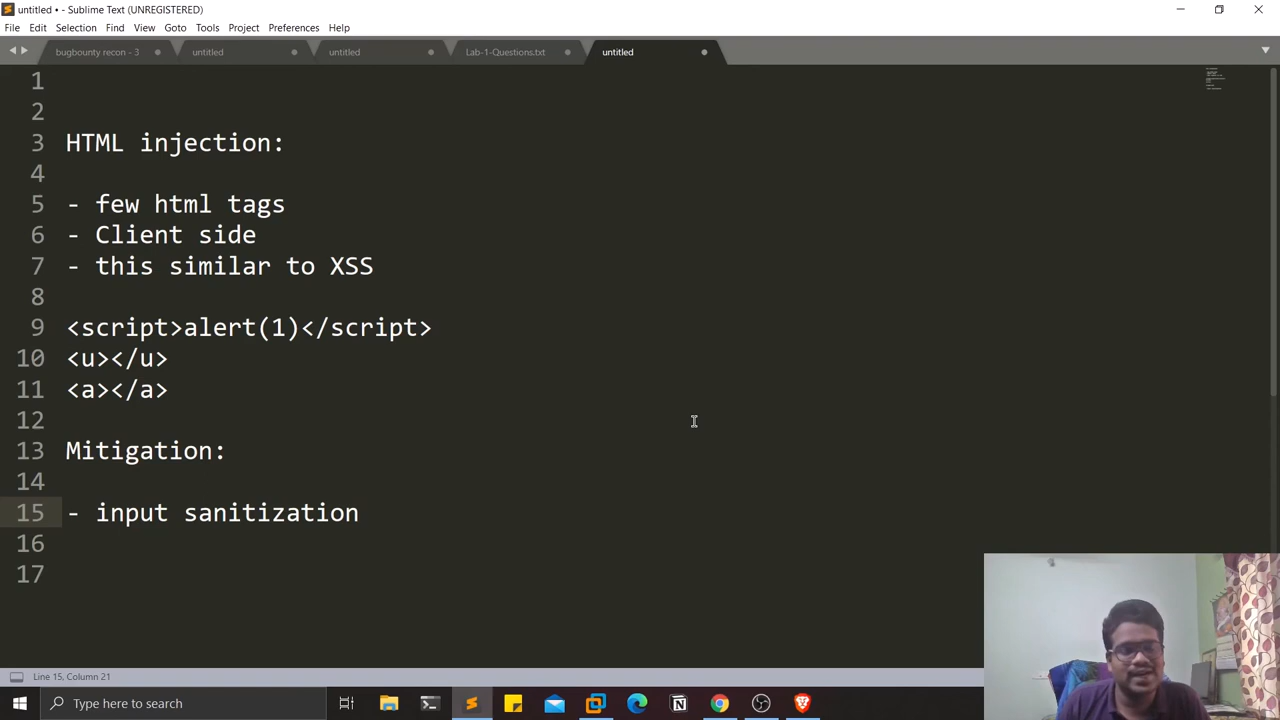 untitled • - Sublime Text (UNREGISTERED)
File Edit Selection Find View Goto Tools Project Preferences Help
bugbounty recon - 3 untitled untitled Lab-1-Questions.txt untitled
1
2
3 HTML injection:
4
5 - few html tags
6 - Client side
7 - this similar to XSS
8
9 <script>alert(1)</script>
10 <u></u>
11 <a></a>
12
13 Mitigation:
14
15 - input sanitization
16
17
Line 15, Column 21
Type here to search